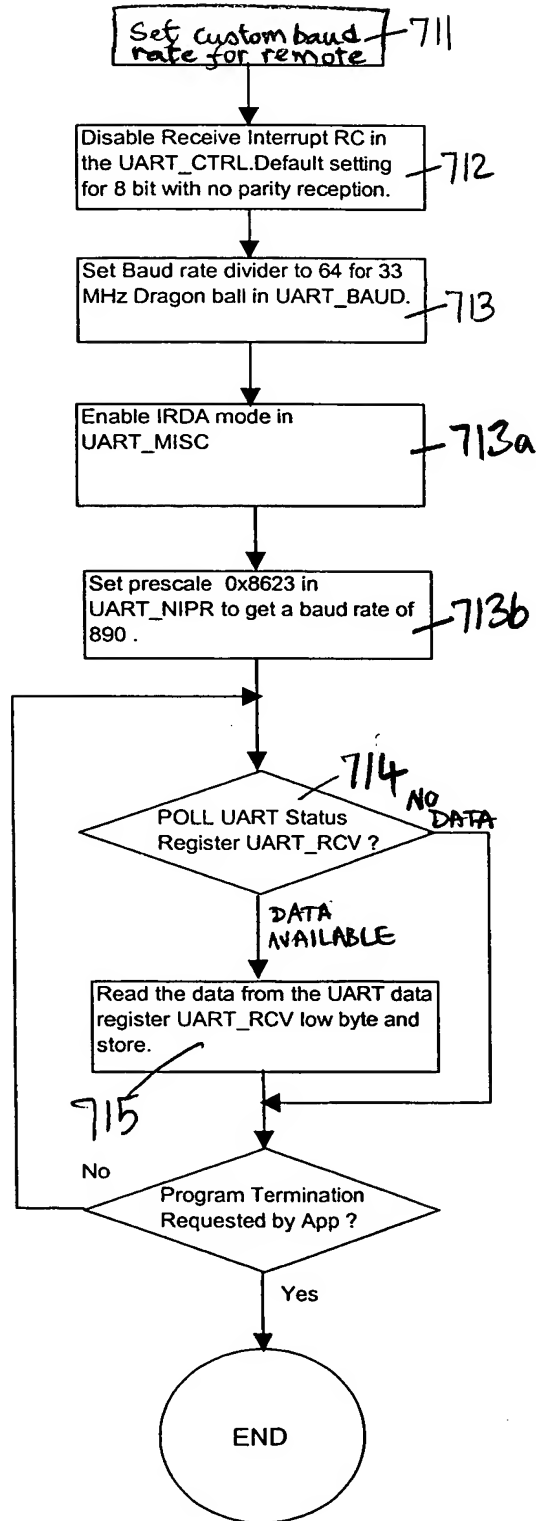 Set custom baud
rate for remote
711
Disable Receive Interrupt RC in
the UART_CTRL.Default setting
for 8 bit with no parity reception.
712
Set Baud rate divider to 64 for 33
MHz Dragon ball in UART_BAUD.
713
Enable IRDA mode in
UART_MISC
713a
Set prescale 0x8623 in
UART_NIPR to get a baud rate of
890 .
713b
714
NO
DATA
POLL UART Status
Register UART_RCV ?
DATA
AVAILABLE
Read the data from the UART data
register UART_RCV low byte and
store.
715
No
Program Termination
Requested by App ?
Yes
END